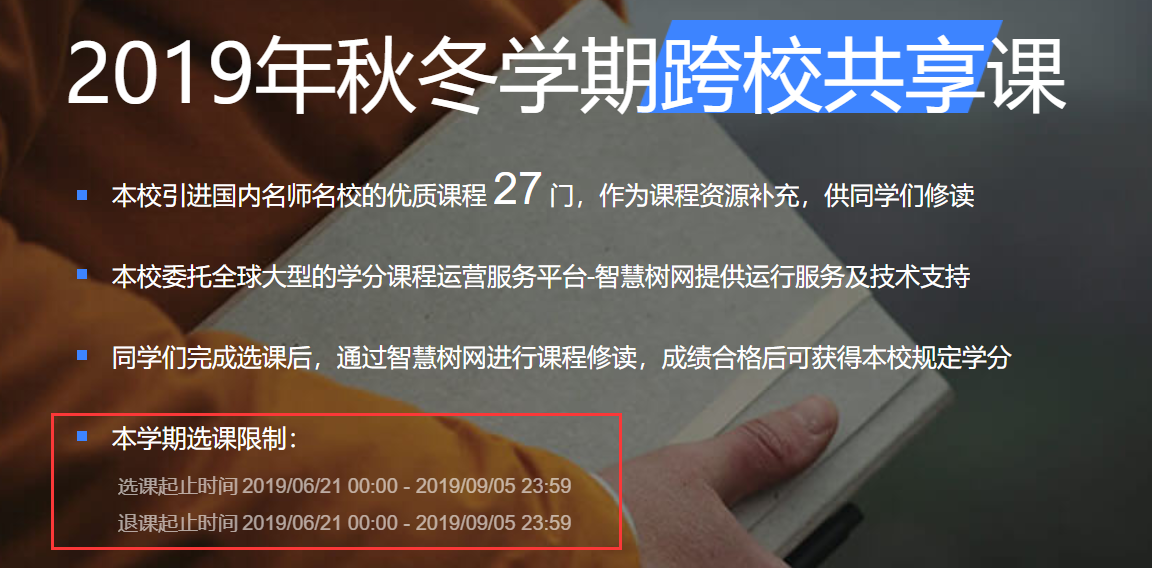 2019年秋冬学期跨校共享课
本校引进国内名师名校的优质课程 27 门，作为课程资源补充，供同学们修读
本校委托全球大型的学分课程运营服务平台-智慧树网提供运行服务及技术支持
同学们完成选课后，通过智慧树网进行课程修读，成绩合格后可获得本校规定学分
本学期选课限制：
选课起止时间 2019/06/21 00:00 - 2019/09/05 23:59
退课起止时间 2019/06/21 00:00 - 2019/09/05 23:59